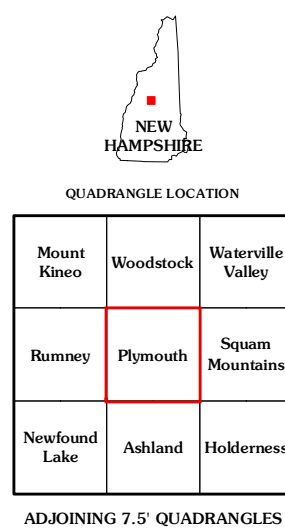 NEW
HAMPSHIRE
QUADRANGLE LOCATION
Mount
Kineo
Woodstock
Waterville
Valley
Rumney
Plymouth
Squam
Mountains
Newfound
Lake
Ashland
Holderness
ADJOINING 7.5' QUADRANGLES